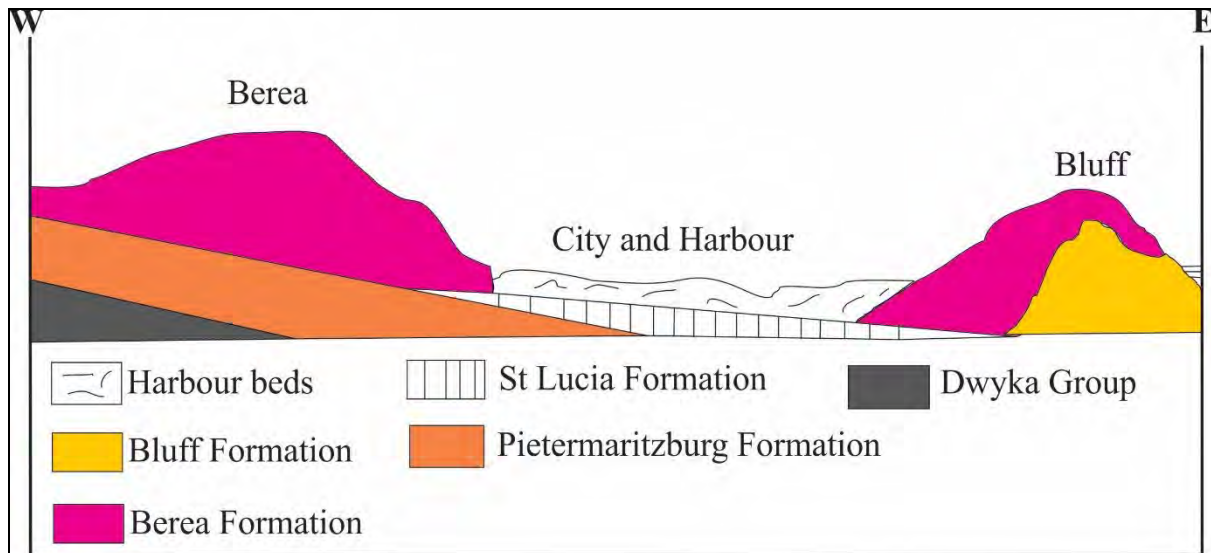 W
E
Berea
Bluff
City and Harbour
Harbour beds
St Lucia Formation
Dwyka Group
Bluff Formation
Pietermaritzburg Formation
Berea Formation